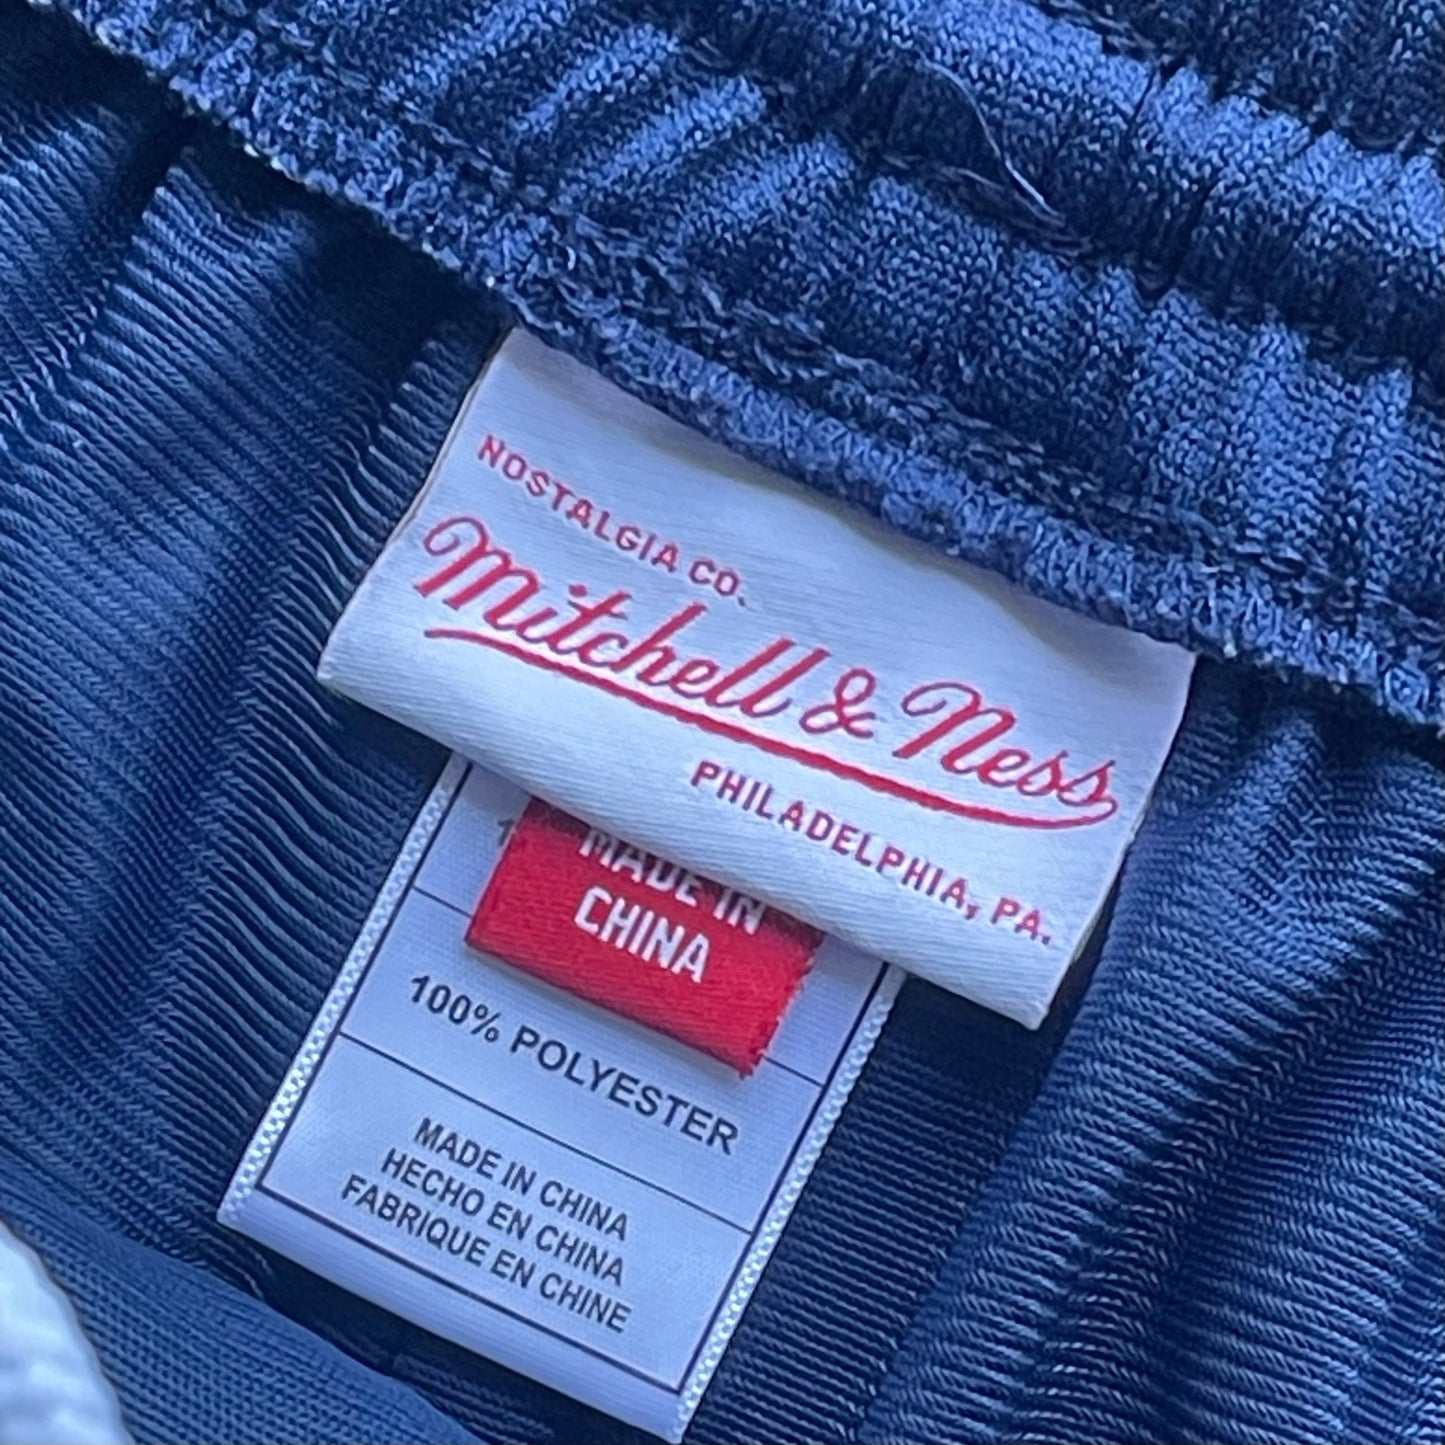 NOSTALGIA CO.
Mitchell & Ness
PHILADELPHIA, PA.
MADE IN
CHINA
100% POLYESTER
MADE IN CHINA
HECHO EN CHINA
FABRIQUE EN CHINE